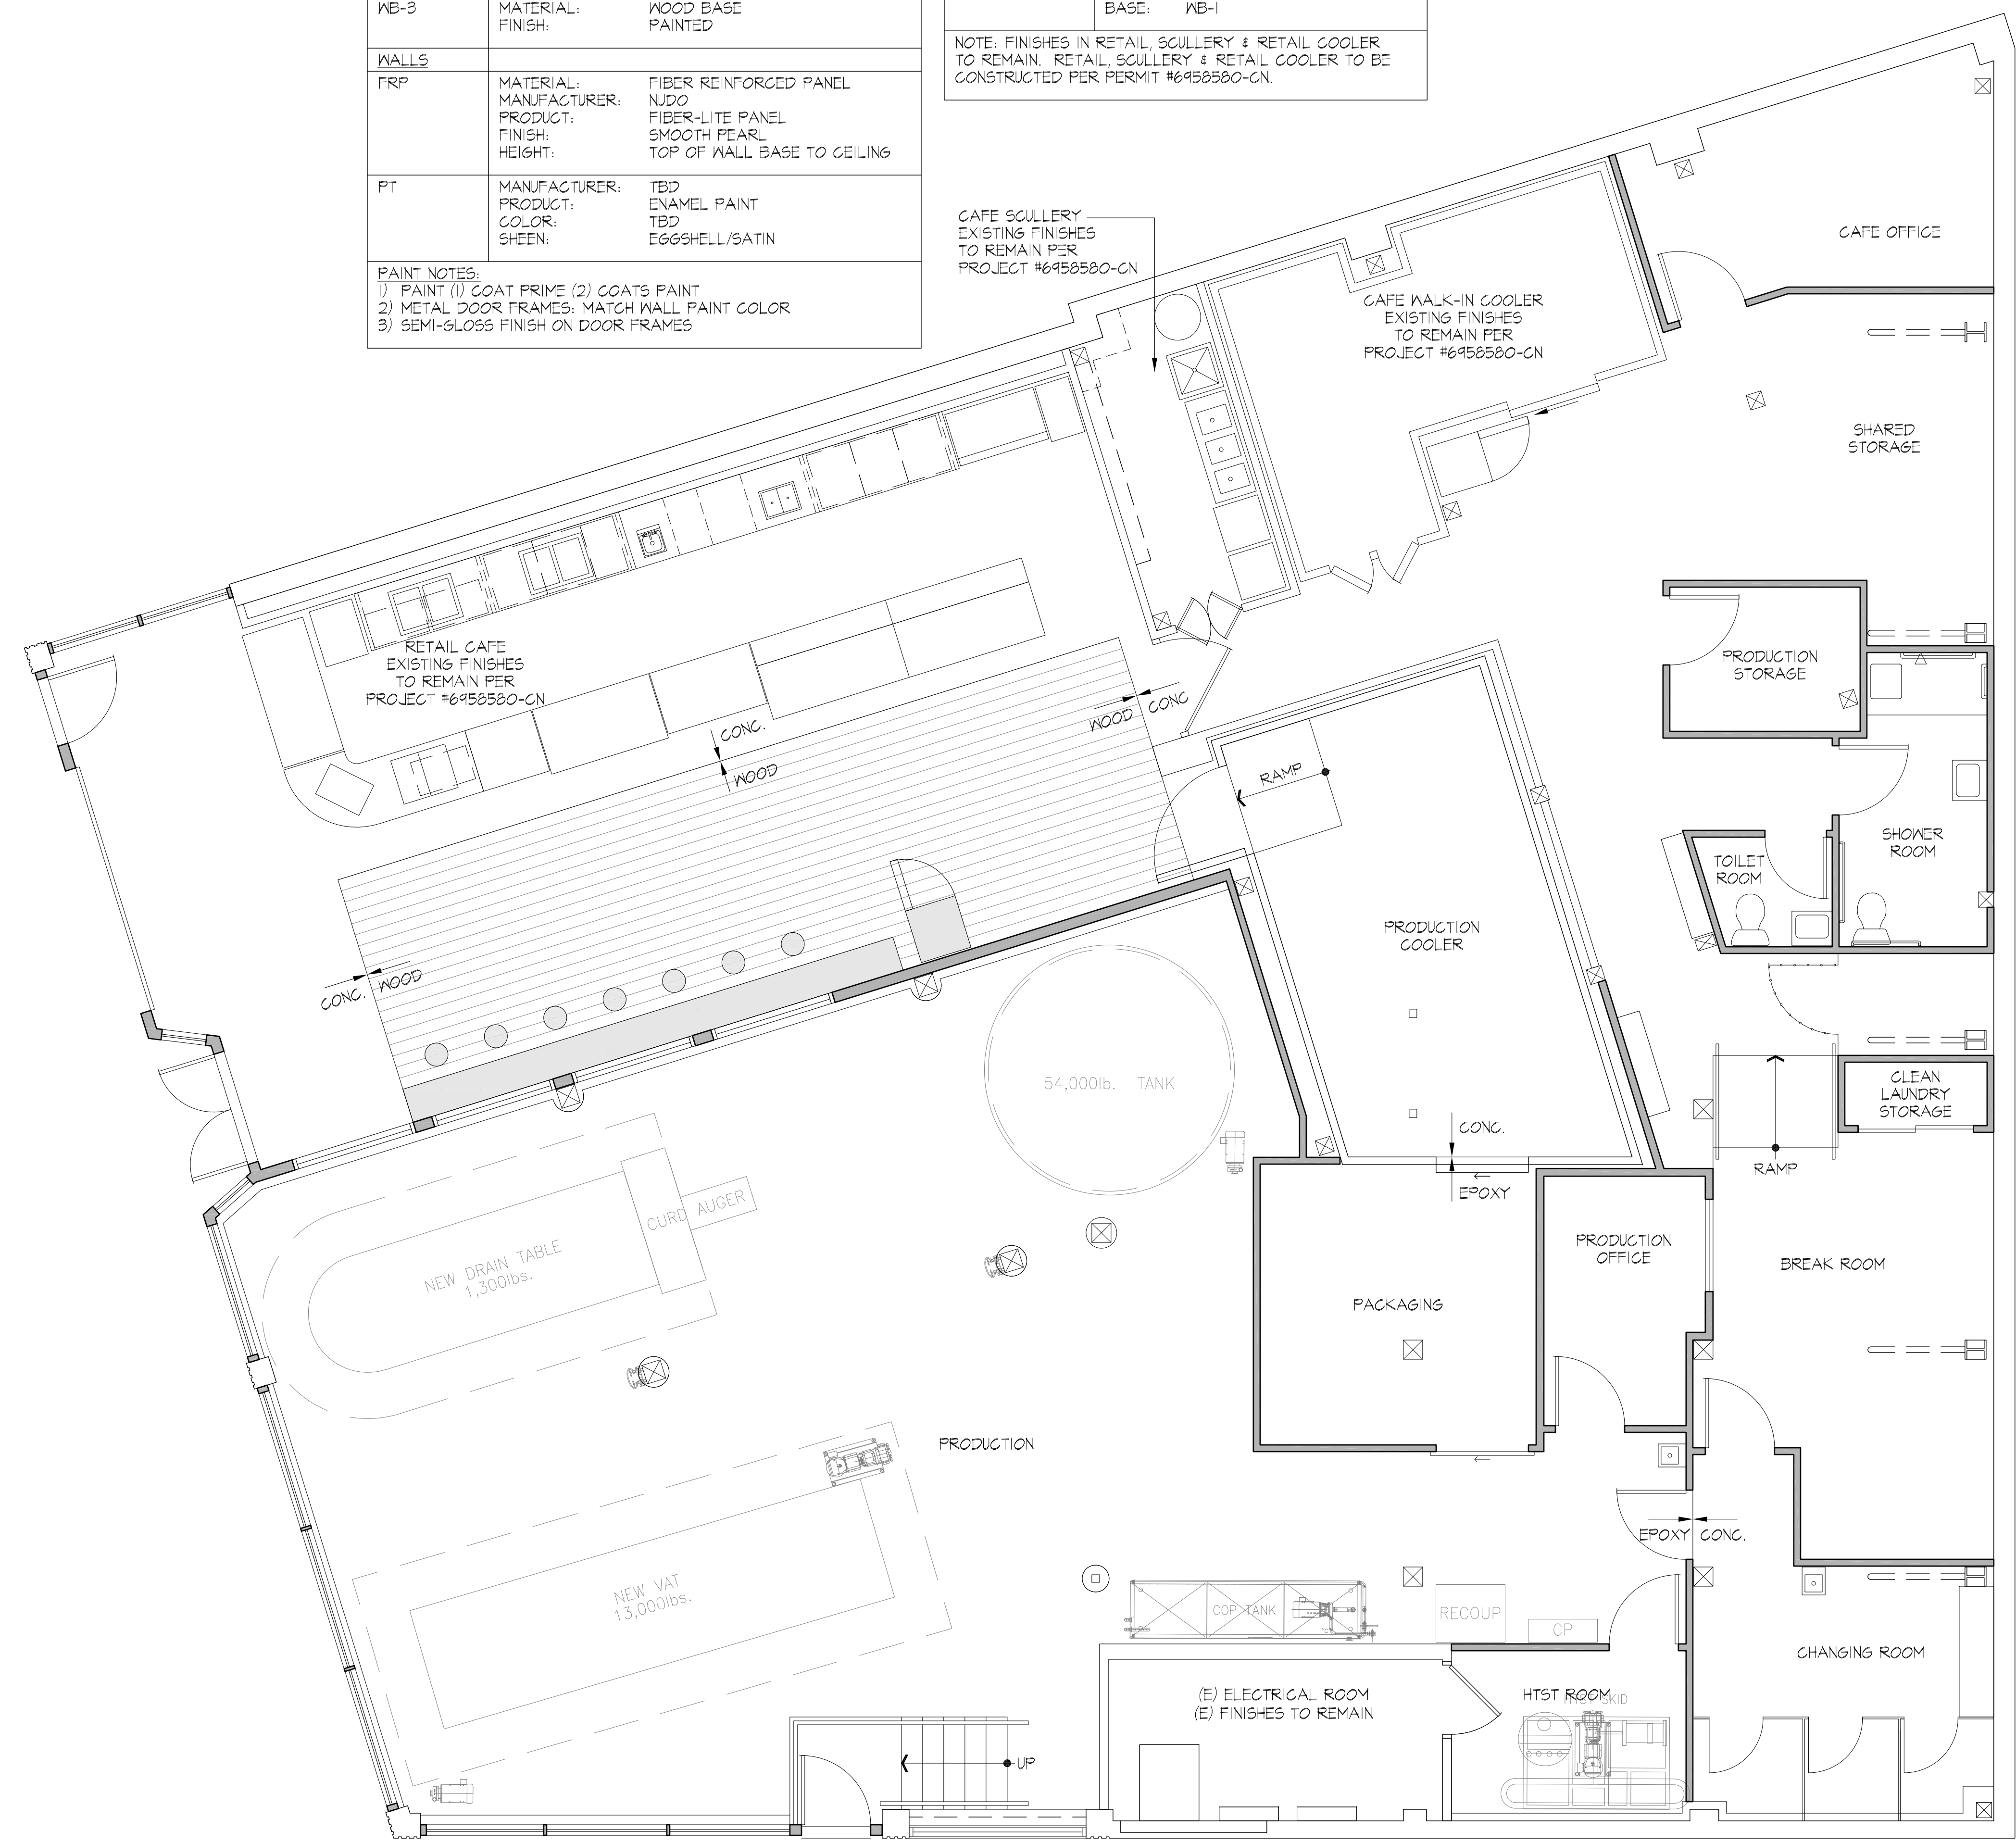 WB-3 MATERIAL: WOOD BASE
FINISH: PAINTED
WALLS
FRP MATERIAL: FIBER REINFORCED PANEL
MANUFACTURER: NUDO
PRODUCT: FIBER-LITE PANEL
FINISH: SMOOTH PEARL
HEIGHT: TOP OF WALL BASE TO CEILING
PT MANUFACTURER: TBD
PRODUCT: ENAMEL PAINT
COLOR: TBD
SHEEN: EGGSHELL/SATIN
PAINT NOTES:
1) PAINT (1) COAT PRIME (2) COATS PAINT
2) METAL DOOR FRAMES: MATCH WALL PAINT COLOR
3) SEMI-GLOSS FINISH ON DOOR FRAMES
BASE: WB-1
NOTE: FINISHES IN RETAIL, SCULLERY & RETAIL COOLER
TO REMAIN. RETAIL, SCULLERY & RETAIL COOLER TO BE
CONSTRUCTED PER PERMIT #6958580-CN.
CAFE SCULLERY
EXISTING FINISHES
TO REMAIN PER
PROJECT #6958580-CN
CAFE OFFICE
CAFE WALK-IN COOLER
EXISTING FINISHES
TO REMAIN PER
PROJECT #6958580-CN
SHARED
STORAGE
RETAIL CAFE
EXISTING FINISHES
TO REMAIN PER
PROJECT #6958580-CN
PRODUCTION
STORAGE
WOOD CONC
CONC.
WOOD
RAMP
SHOWER
ROOM
TOILET
ROOM
PRODUCTION
COOLER
CONC. WOOD
54,000lb. TANK
CLEAN
LAUNDRY
STORAGE
CONC.
EPOXY
RAMP
CURD AUGER
NEW DRAIN TABLE
1,300lbs.
PRODUCTION
OFFICE
BREAK ROOM
PACKAGING
PRODUCTION
EPOXY CONC.
NEW VAT
13,000lbs.
COP TANK
RECOUP
CP
CHANGING ROOM
(E) ELECTRICAL ROOM
(E) FINISHES TO REMAIN
HTST ROOM
HTST SKID
UP